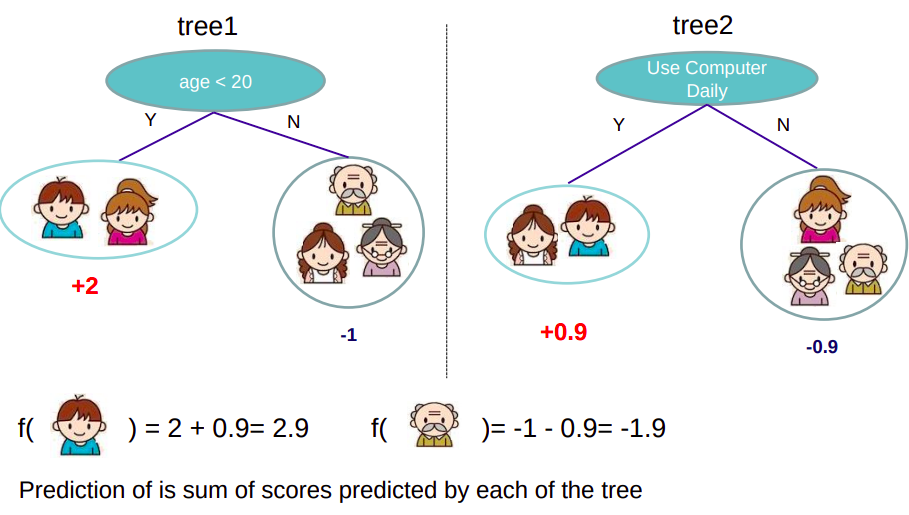 tree1
age < 20
Y
N
+2
-1
tree2
Use Computer
Daily
Y
N
+0.9
-0.9
f( ) = 2 + 0.9= 2.9
f( )= -1 - 0.9= -1.9
Prediction of is sum of scores predicted by each of the tree